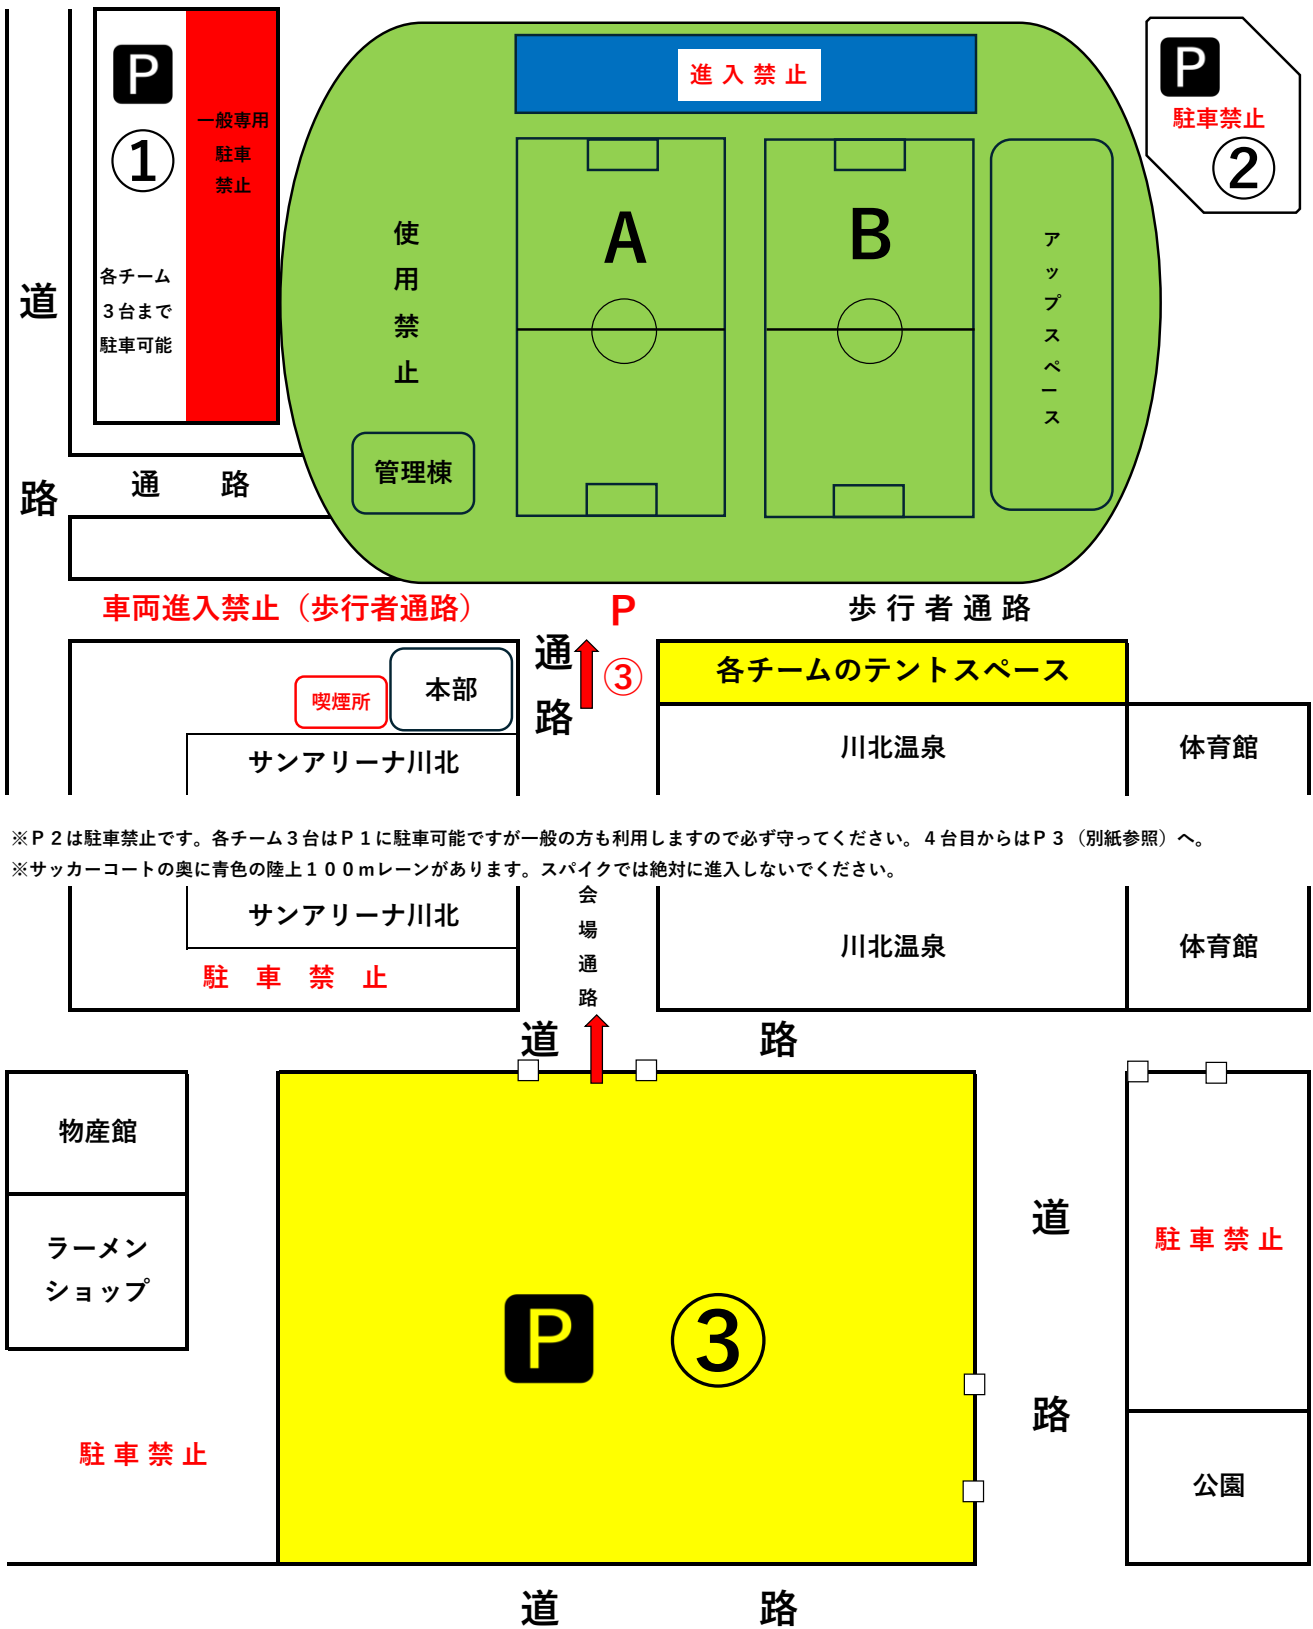 P
①
一般専用
駐車
禁止
各チーム
３台まで
駐車可能
進入禁止
P
駐車禁止
②
A
B
使用禁止
アップスペース
管理棟
道路
通路
車両進入禁止（歩行者通路）
P
③
歩行者通路
通路
喫煙所
本部
各チームのテントスペース
サンアリーナ川北
川北温泉
体育館
※Ｐ２は駐車禁止です。各チーム３台はＰ１に駐車可能ですが一般の方も利用しますので必ず守ってください。４台目からはＰ３（別紙参照）へ。
※サッカーコートの奥に青色の陸上１００ｍレーンがあります。スパイクでは絶対に進入しないでください。
会場通路
サンアリーナ川北
川北温泉
体育館
駐車禁止
道路
物産館
ラーメン
ショップ
駐車禁止
P
③
道路
駐車禁止
公園
道路